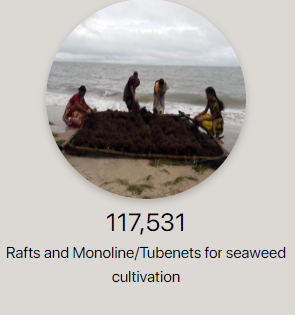 117,531
Rafts and Monoline/Tubenets for seaweed
cultivation